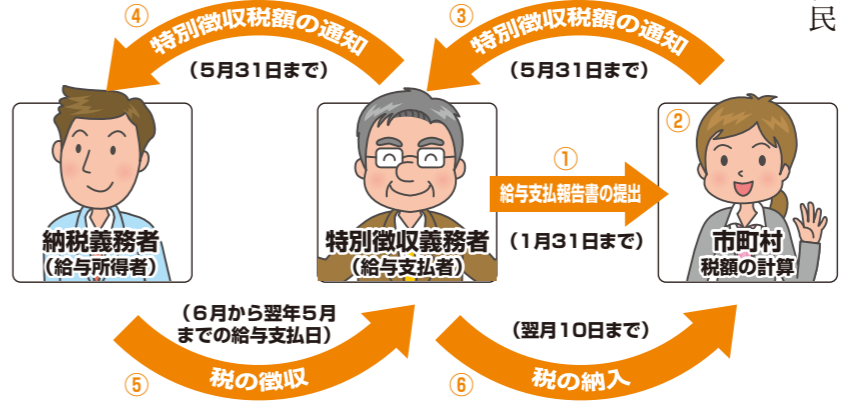 民
④
特別徴収税額の通知
(5月31日まで)
③
特別徴収税額の通知
(5月31日まで)
②
①
給与支払報告書の提出
(1月31日まで)
納税義務者
(給与所得者)
特別徴収義務者
(給与支払者)
市町村
税額の計算
(6月から翌年5月
までの給与支払日)
⑤
税の徴収
(翌月10日まで)
⑥
税の納入